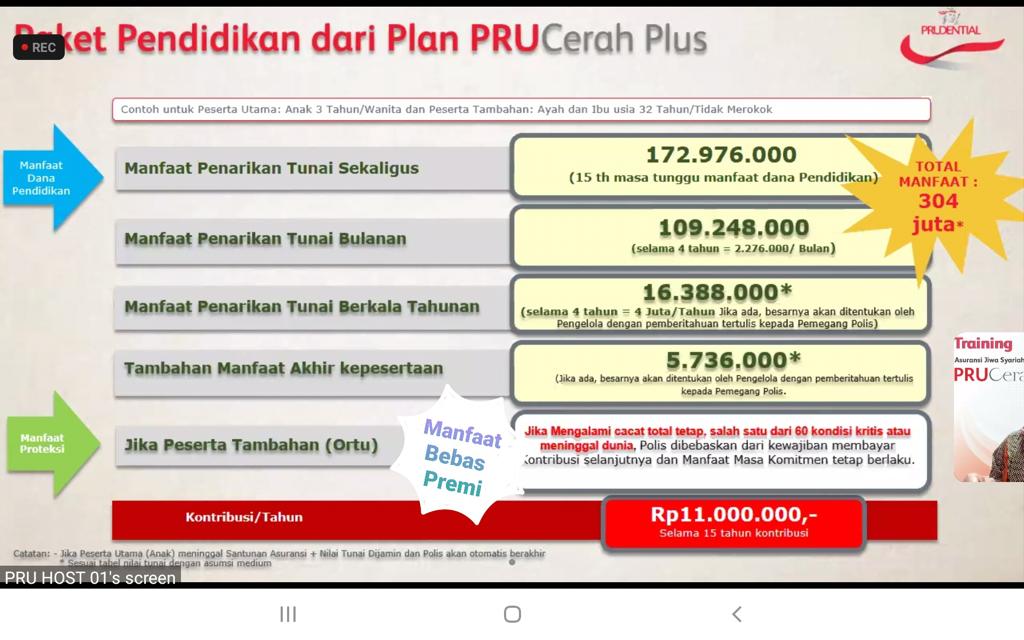 Paket Pendidikan dari Plan PRUCerah Plus
REC
PRUDENTIAL
Contoh untuk Peserta Utama: Anak 3 Tahun/Wanita dan Peserta Tambahan: Ayah dan Ibu usia 32 Tahun/Tidak Merokok
Manfaat
Dana
Pendidikan
Manfaat Penarikan Tunai Sekaligus
172.976.000
(15 th masa tunggu manfaat dana Pendidikan)
TOTAL
MANFAAT :
304
juta*
Manfaat Penarikan Tunai Bulanan
109.248.000
(selama 4 tahun = 2.276.000/ Bulan)
Manfaat Penarikan Tunai Berkala Tahunan
16.388.000*
(selama 4 tahun = 4 Juta/Tahun Jika ada, besarnya akan ditentukan oleh
Pengelola dengan pemberitahuan tertulis kepada Pemegang Polis)
Tambahan Manfaat Akhir kepesertaan
5.736.000*
(Jika ada, besarnya akan ditentukan oleh Pengelola dengan pemberitahuan tertulis
kepada Pemegang Polis.
Training
Asuransi Jiwa Syariah
PRUCera
Manfaat
Proteksi
Jika Peserta Tambahan (Ortu)
Manfaat
Bebas
Premi
Jika Mengalami cacat total tetap, salah satu dari 60 kondisi kritis atau
meninggal dunia, Polis dibebaskan dari kewajiban membayar
Kontribusi selanjutnya dan Manfaat Masa Komitmen tetap berlaku.
Kontribusi/Tahun
Rp11.000.000,-
Selama 15 tahun kontribusi
Catatan: - Jika Peserta Utama (Anak) meninggal Santunan Asuransi + Nilai Tunai Dijamin dan Polis akan otomatis berakhir
* Sesuai tabel nilai tunai dengan asumsi medium
PRU HOST 01's screen